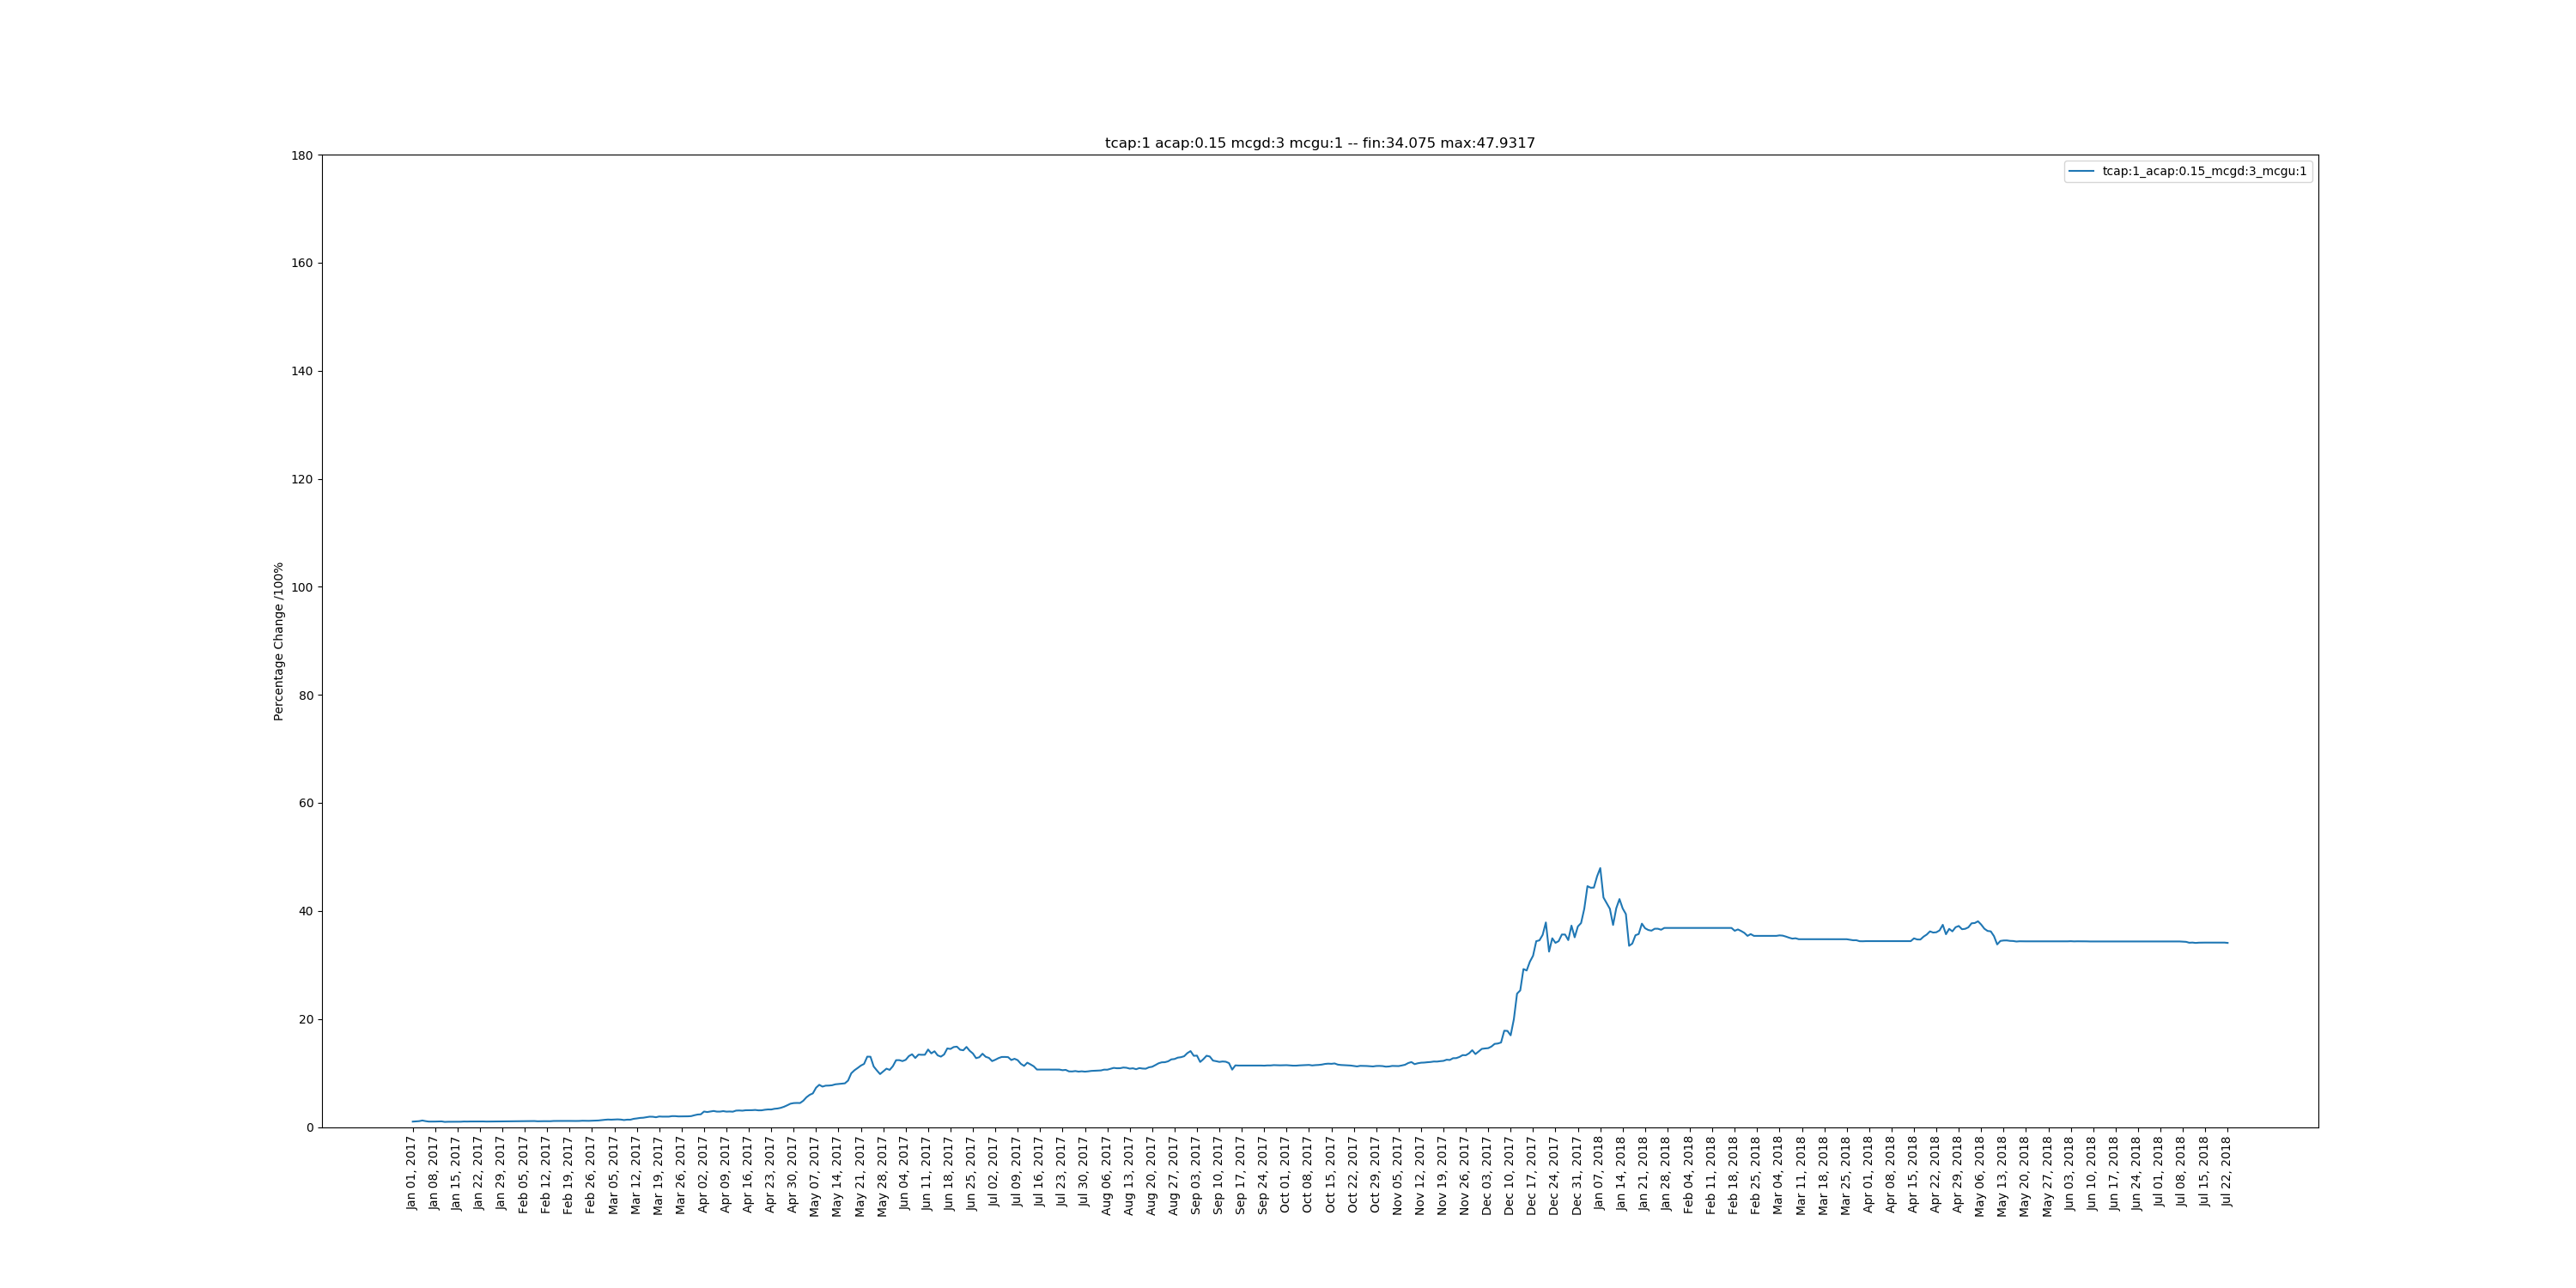 tcap:1 acap:0.15 mcgd:3 mcgu:1 -- fin:34.075 max:47.9317
tcap:1_acap:0.15_mcgd:3_mcgu:1
Percentage Change /100%
180
160
140
120
100
80
60
40
20
0
Jan 01, 2017
Jan 08, 2017
Jan 15, 2017
Jan 22, 2017
Jan 29, 2017
Feb 05, 2017
Feb 12, 2017
Feb 19, 2017
Feb 26, 2017
Mar 05, 2017
Mar 12, 2017
Mar 19, 2017
Mar 26, 2017
Apr 02, 2017
Apr 09, 2017
Apr 16, 2017
Apr 23, 2017
Apr 30, 2017
May 07, 2017
May 14, 2017
May 21, 2017
May 28, 2017
Jun 04, 2017
Jun 11, 2017
Jun 18, 2017
Jun 25, 2017
Jul 02, 2017
Jul 09, 2017
Jul 16, 2017
Jul 23, 2017
Jul 30, 2017
Aug 06, 2017
Aug 13, 2017
Aug 20, 2017
Aug 27, 2017
Sep 03, 2017
Sep 10, 2017
Sep 17, 2017
Sep 24, 2017
Oct 01, 2017
Oct 08, 2017
Oct 15, 2017
Oct 22, 2017
Oct 29, 2017
Nov 05, 2017
Nov 12, 2017
Nov 19, 2017
Nov 26, 2017
Dec 03, 2017
Dec 10, 2017
Dec 17, 2017
Dec 24, 2017
Dec 31, 2017
Jan 07, 2018
Jan 14, 2018
Jan 21, 2018
Jan 28, 2018
Feb 04, 2018
Feb 11, 2018
Feb 18, 2018
Feb 25, 2018
Mar 04, 2018
Mar 11, 2018
Mar 18, 2018
Mar 25, 2018
Apr 01, 2018
Apr 08, 2018
Apr 15, 2018
Apr 22, 2018
Apr 29, 2018
May 06, 2018
May 13, 2018
May 20, 2018
May 27, 2018
Jun 03, 2018
Jun 10, 2018
Jun 17, 2018
Jun 24, 2018
Jul 01, 2018
Jul 08, 2018
Jul 15, 2018
Jul 22, 2018